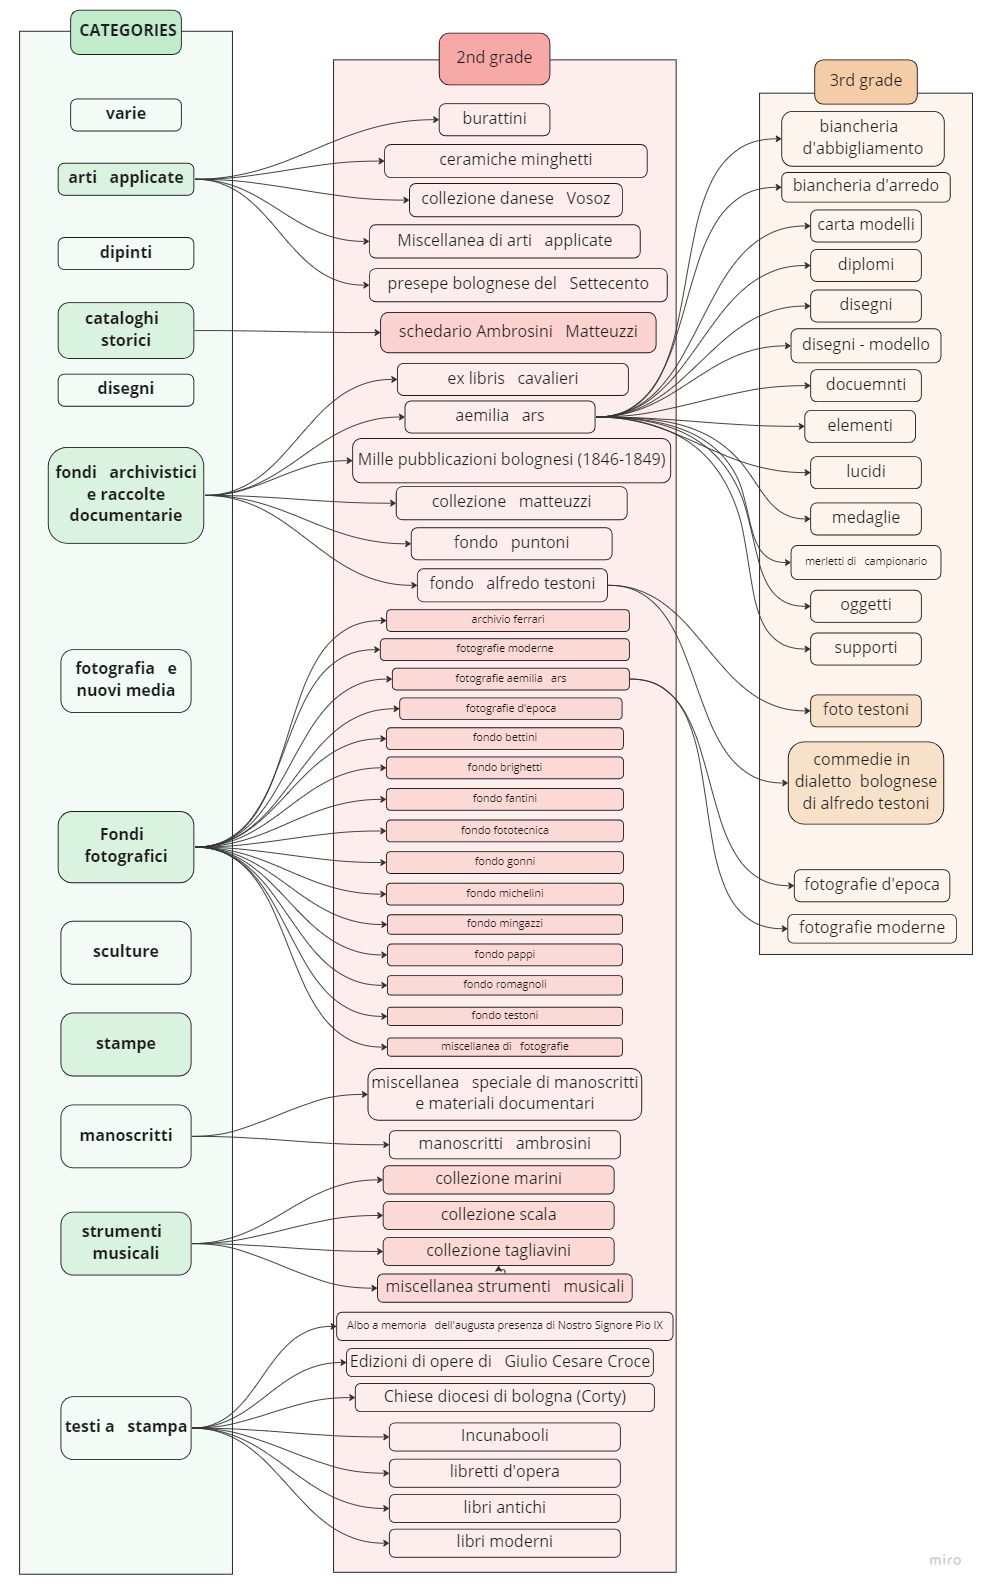 CATEGORIES
varie
arti applicate
dipinti
cataloghi
storici
disegni
fondi archivistici
e raccolte
documentarie
fotografia e
nuovi media
Fondi
fotografici
sculture
stampe
manoscritti
strumenti
musicali
testi a stampa
2nd grade
burattini
ceramiche minghetti
collezione danese Vosoz
Miscellanea di arti applicate
presepe bolognese del Settecento
schedario Ambrosini Matteuzzi
ex libris cavalieri
aemilia ars
Mille pubblicazioni bolognesi (1846-1849)
collezione matteuzzi
fondo puntoni
fondo alfredo testoni
archivio ferrari
fotografie moderne
fotografie aemilia ars
fotografie d'epoca
fondo bettini
fondo brighetti
fondo fantini
fondo fototecnica
fondo gonni
fondo michelini
fondo mingazzi
fondo pappi
fondo romagnoli
fondo testoni
miscellanea di fotografie
miscellanea speciale di manoscritti
e materiali documentari
manoscritti ambrosini
collezione marini
collezione scala
collezione tagliavini
miscellanea strumenti musicali
Albo a memoria dell'augusta presenza di Nostro Signore Pio IX
Edizioni di opere di Giulio Cesare Croce
Chiese diocesi di bologna (Corty)
Incunabooli
libretti d'opera
libri antichi
libri moderni
3rd grade
biancheria
d'abbigliamento
biancheria d'arredo
carta modelli
diplomi
disegni
disegni - modello
docuemnti
elementi
lucidi
medaglie
merletti di campionario
oggetti
supporti
foto testoni
commedie in
dialetto bolognese
di alfredo testoni
fotografie d'epoca
fotografie moderne
miro